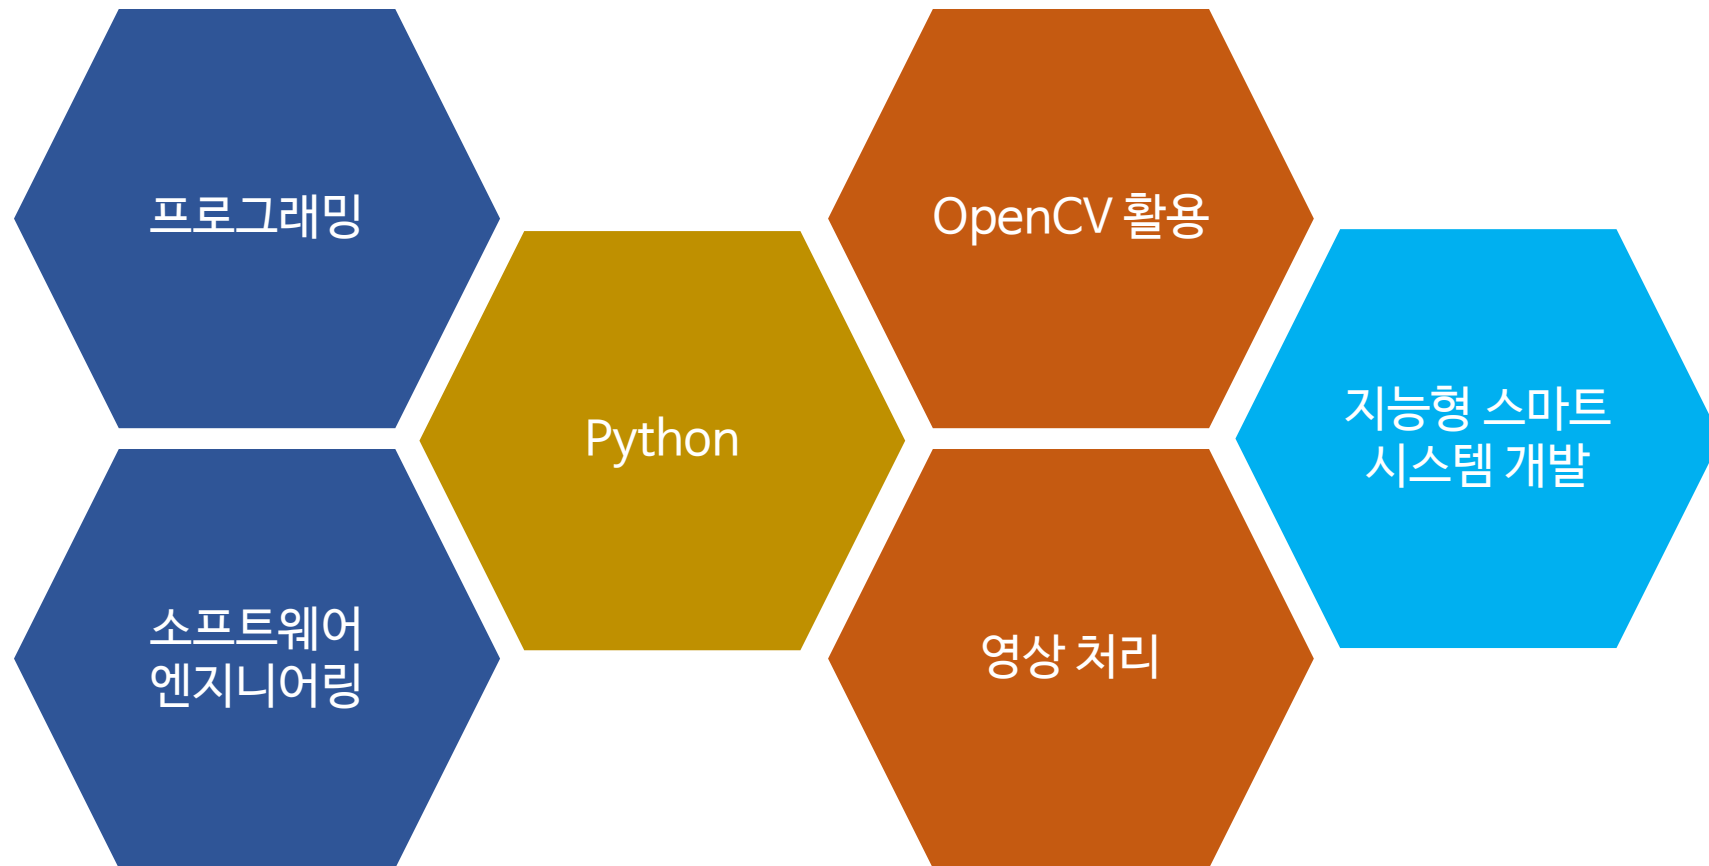 프로그래밍
소프트웨어
엔지니어링
Python
OpenCV 활용
영상 처리
지능형 스마트
시스템 개발